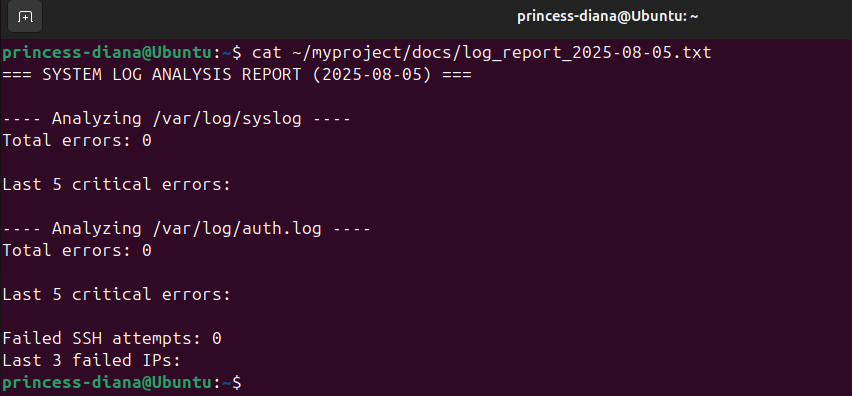 princess-diana@Ubuntu: ~
princess-diana@Ubuntu:~$ cat ~/myproject/docs/log_report_2025-08-05.txt
=== SYSTEM LOG ANALYSIS REPORT (2025-08-05) ===
---- Analyzing /var/log/syslog ----
Total errors: 0
Last 5 critical errors:
---- Analyzing /var/log/auth.log ----
Total errors: 0
Last 5 critical errors:
Failed SSH attempts: 0
Last 3 failed IPs:
princess-diana@Ubuntu:~$